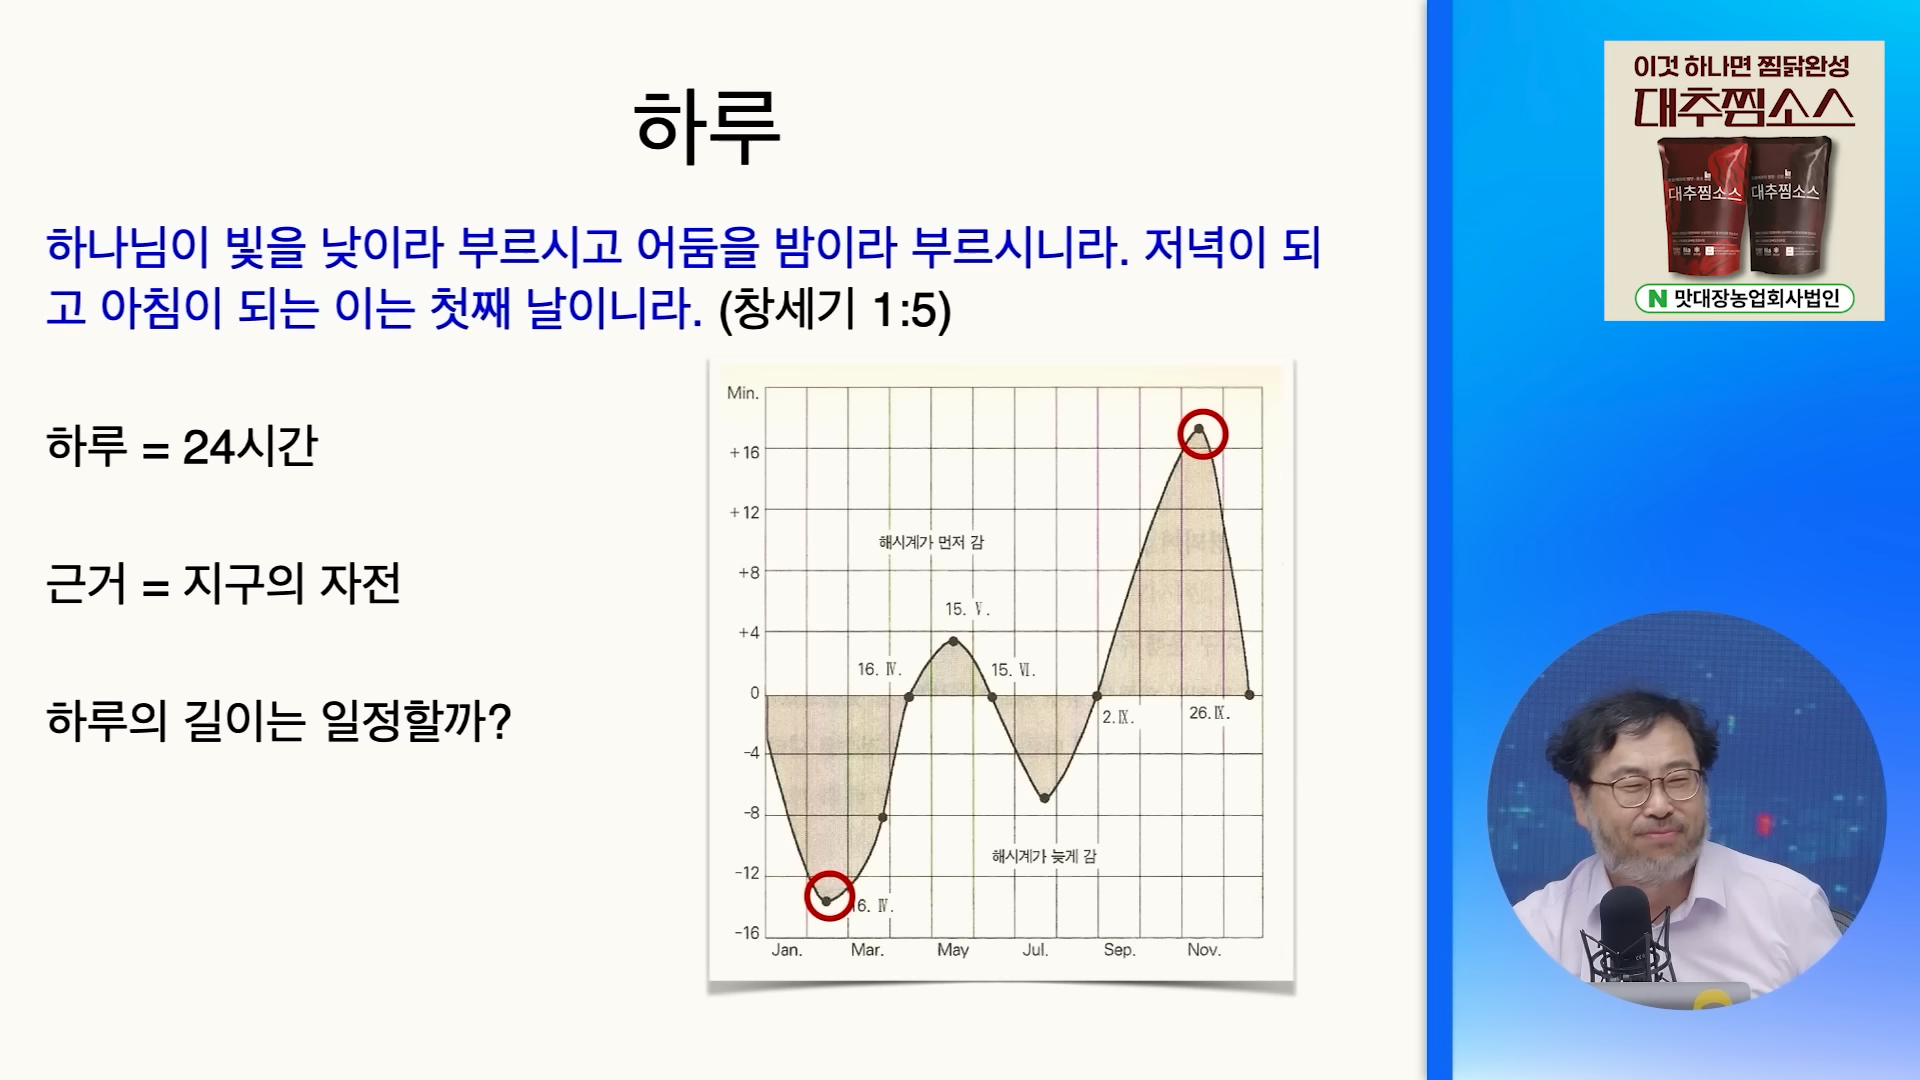 하루
하나님이 빛을 낮이라 부르시고 어둠을 밤이라 부르시니라. 저녁이 되
고 아침이 되는 이는 첫째 날이니라. (창세기 1:5)
하루 = 24시간
근거 = 지구의 자전
하루의 길이는 일정할까?
Min.
+16
+12
해시계가 먼저 감
+8
15. Ⅴ.
+4
16. Ⅳ.
15. Ⅵ.
0
2.Ⅸ.
26.Ⅸ.
-4
-8
해시계가 늦게 감
-12
6. Ⅳ.
-16
Jan. Mar. May Jul. Sep. Nov.
이것 하나면 찜닭완성
대추찜소스
대추찜소스
대추찜소스
N 맛대장농업회사법인